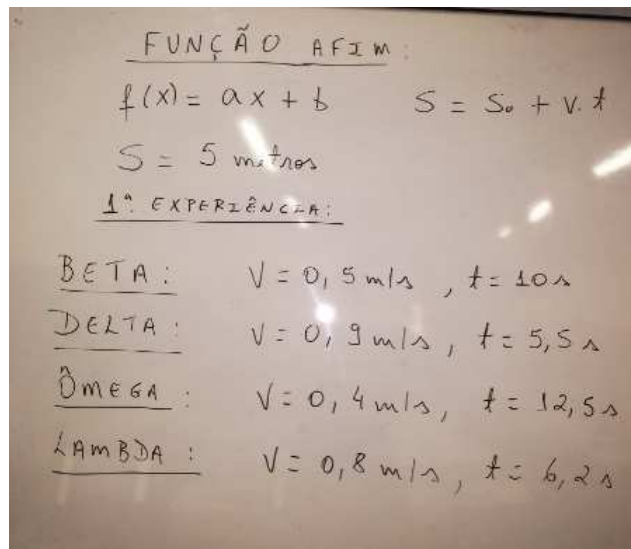 FUNÇÃO AFIM:
f(x) = ax + b    S = S₀ + v.t
S = 5 metros
1ª EXPERIÊNCIA:
BETA: V = 0,5 m/s, t = 10 s
DELTA: V = 0,9 m/s, t = 5,5 s
ÔMEGA: V = 0,4 m/s, t = 12,5 s
LAMBDA: V = 0,8 m/s, t = 6,2 s